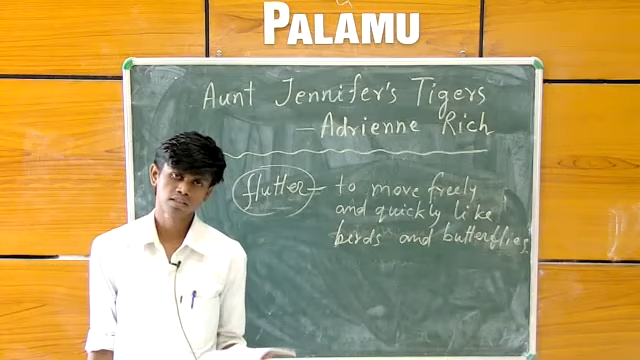 PALAMU
Aunt Jennifer's Tigers
— Adrienne Rich
flutter — to move freely
and quickly like
birds and butterflies